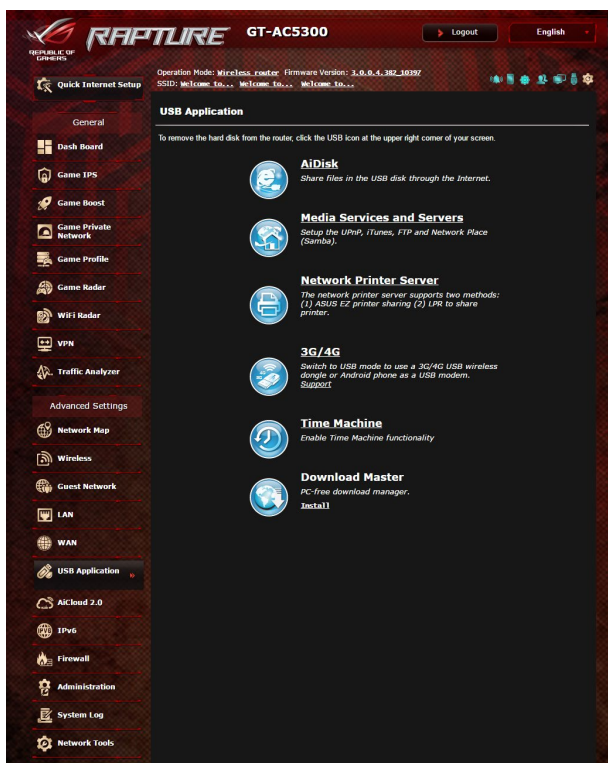 REPUBLIC OF
GAMERS
RAPTURE
GT-AC5300
Logout
English
Quick Internet Setup
Operation Mode: Wireless router Firmware Version: 3.0.0.4.382_10397
SSID: Welcome to... Welcome to... Welcome to...
General
Dash Board
Game IPS
Game Boost
Game Private
Network
Game Profile
Game Radar
WiFi Radar
VPN
Traffic Analyzer
Advanced Settings
Network Map
Wireless
Guest Network
LAN
WAN
USB Application
AiCloud 2.0
IPv6
Firewall
Administration
System Log
Network Tools
USB Application
To remove the hard disk from the router, click the USB icon at the upper right corner of your screen.
AiDisk
Share files in the USB disk through the Internet.
Media Services and Servers
Setup the UPnP, iTunes, FTP and Network Place
(Samba).
Network Printer Server
The network printer server supports two methods:
(1) ASUS EZ printer sharing (2) LPR to share
printer.
3G/4G
Switch to USB mode to use a 3G/4G USB wireless
dongle or Android phone as a USB modem.
Support
Time Machine
Enable Time Machine functionality
Download Master
PC-free download manager.
Install